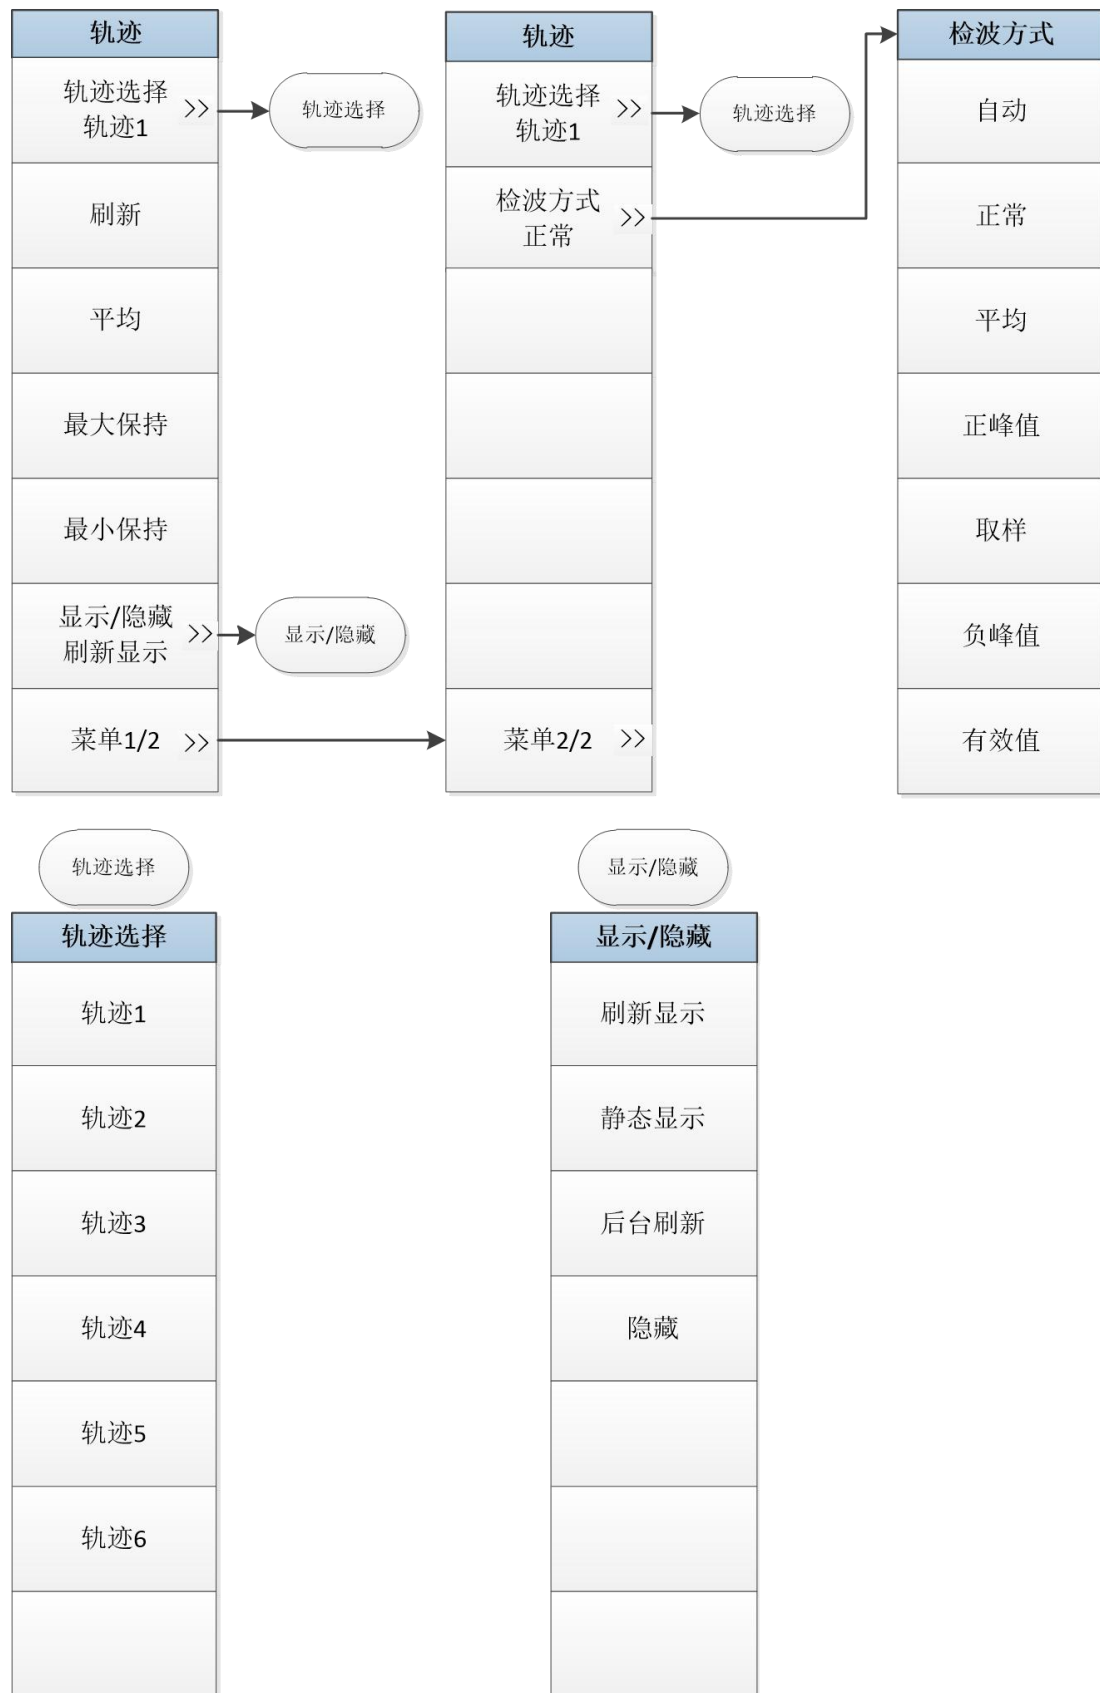 轨迹
轨迹选择
轨迹1
>>
轨迹选择
刷新
平均
最大保持
最小保持
显示/隐藏
刷新显示
>>
显示/隐藏
菜单1/2
>>
轨迹
轨迹选择
轨迹1
>>
轨迹选择
检波方式
正常
>>
菜单2/2
>>
检波方式
自动
正常
平均
正峰值
取样
负峰值
有效值
轨迹选择
轨迹选择
轨迹1
轨迹2
轨迹3
轨迹4
轨迹5
轨迹6
显示/隐藏
显示/隐藏
刷新显示
静态显示
后台刷新
隐藏